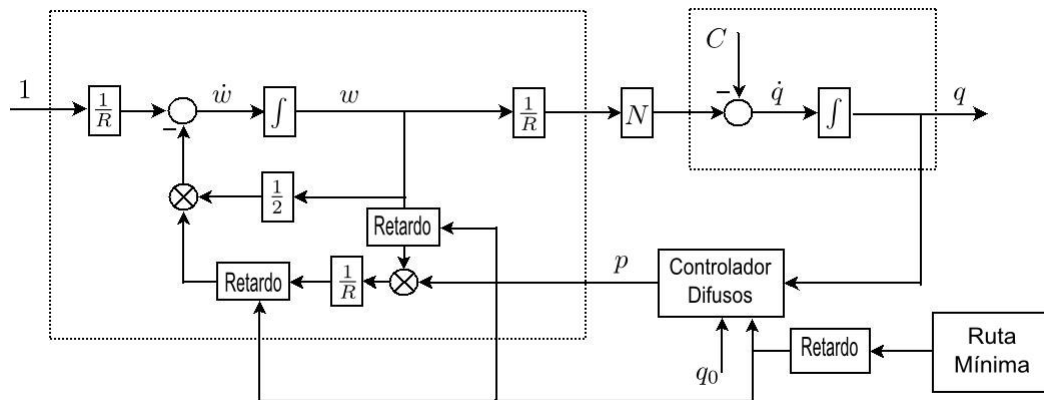 C
1
1/R
−
ẇ
∫
w
1/R
N
−
q̇
∫
q
1/2
Retardo
Retardo
1/R
p
Controlador
Difusos
q₀
Retardo
Ruta
Mínima